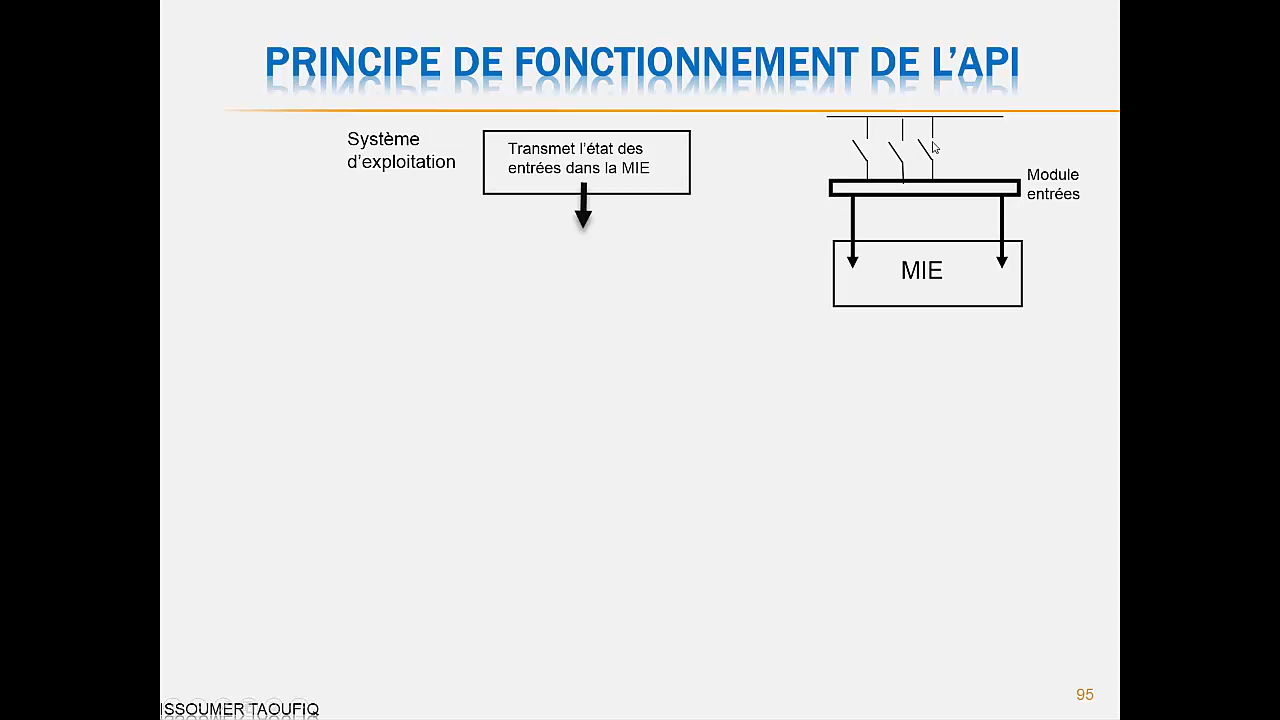 PRINCIPE DE FONCTIONNEMENT DE L’API
Système
d’exploitation
Transmet l’état des
entrées dans la MIE
Module
entrées
MIE
95
ISSOUMER TAOUFIQ